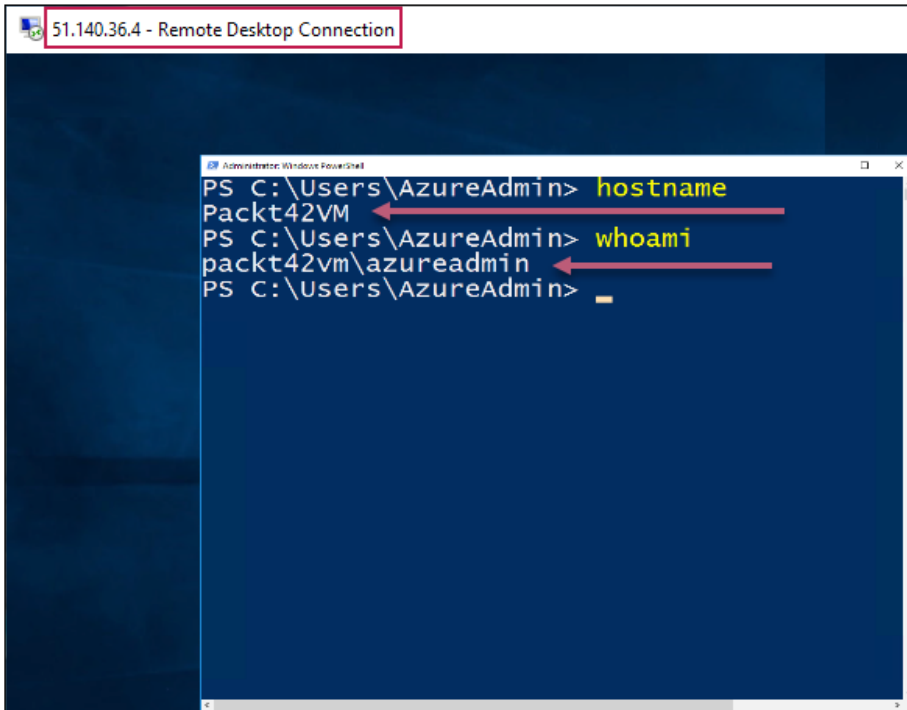 51.140.36.4 - Remote Desktop Connection
Administrator: Windows PowerShell
PS C:\Users\AzureAdmin> hostname
Packt42VM
PS C:\Users\AzureAdmin> whoami
packt42vm\azureadmin
PS C:\Users\AzureAdmin>